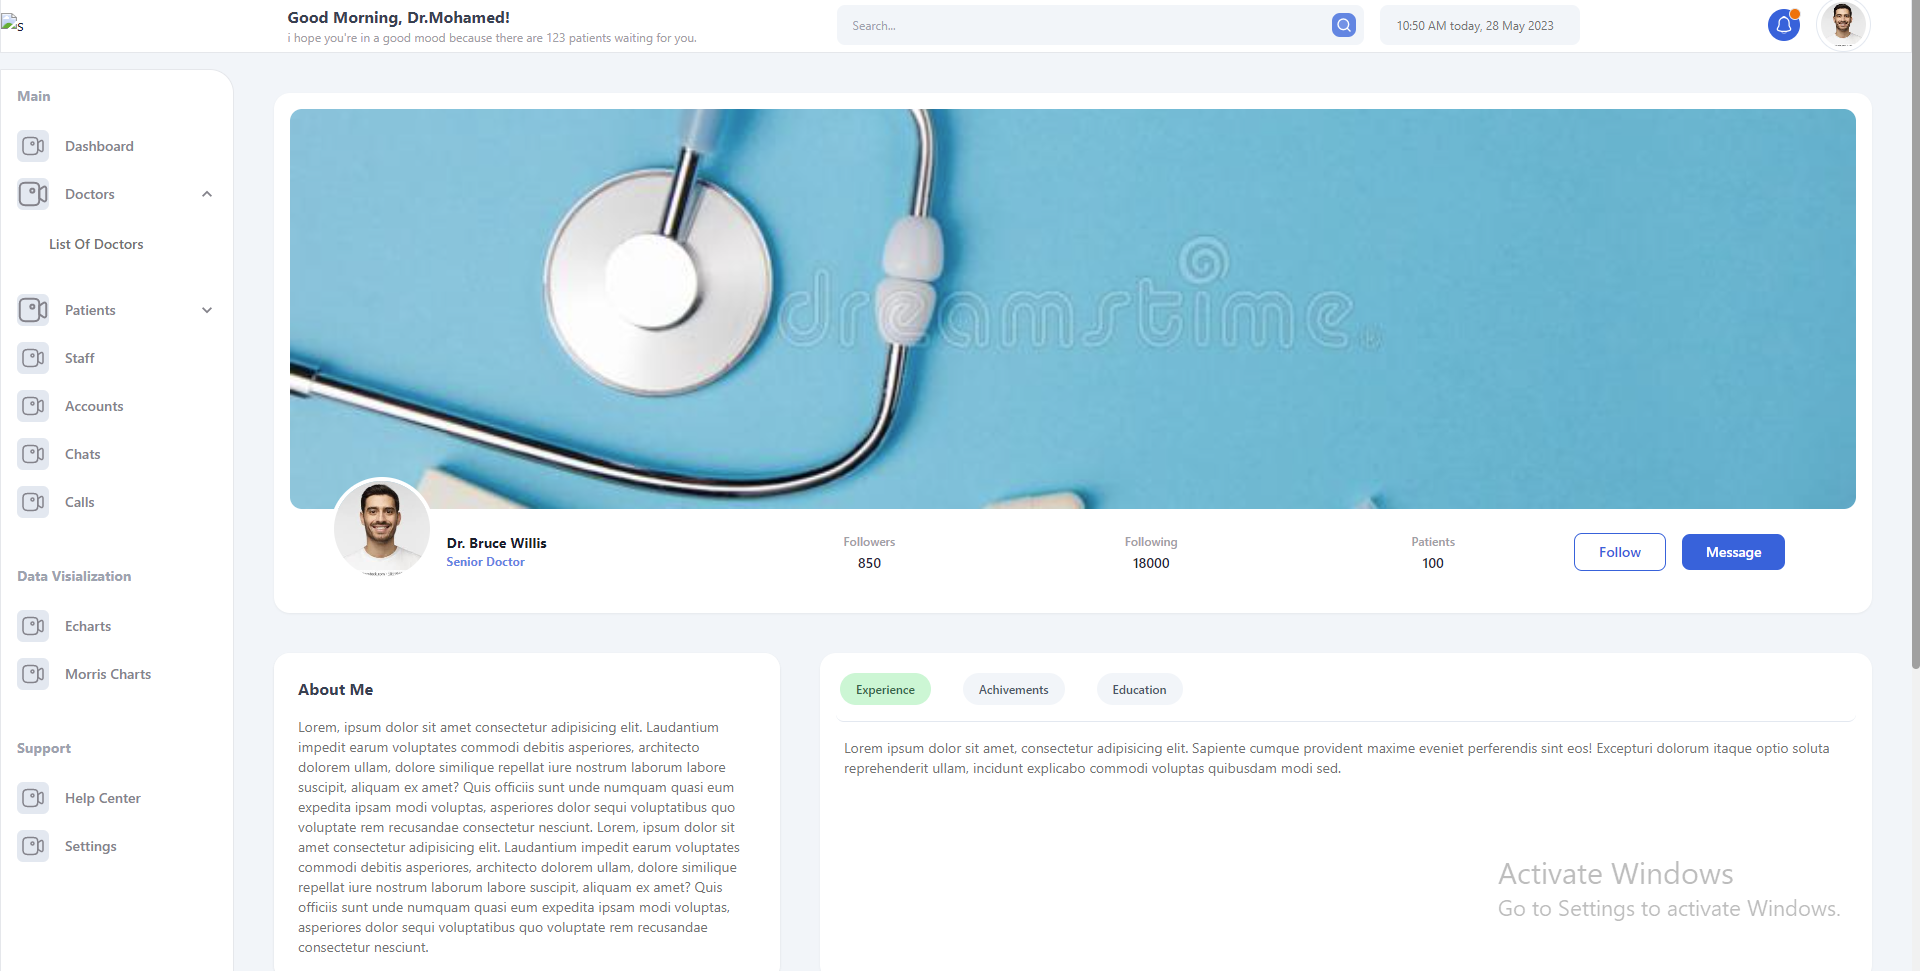 s
Good Morning, Dr.Mohamed!
i hope you're in a good mood because there are 123 patients waiting for you.
Search...
10:50 AM today, 28 May 2023
Main
Dashboard
Doctors
List Of Doctors
Patients
Staff
Accounts
Chats
Calls
Data Visialization
Echarts
Morris Charts
Support
Help Center
Settings
dreamstime®
Dr. Bruce Willis
Senior Doctor
Followers
850
Following
18000
Patients
100
Follow
Message
About Me
Lorem, ipsum dolor sit amet consectetur adipisicing elit. Laudantium
impedit earum voluptates commodi debitis asperiores, architecto
dolorem ullam, dolore similique repellat iure nostrum laborum labore
suscipit, aliquam ex amet? Quis officiis sunt unde numquam quasi eum
expedita ipsam modi voluptas, asperiores dolor sequi voluptatibus quo
voluptate rem recusandae consectetur nesciunt. Lorem, ipsum dolor sit
amet consectetur adipisicing elit. Laudantium impedit earum voluptates
commodi debitis asperiores, architecto dolorem ullam, dolore similique
repellat iure nostrum laborum labore suscipit, aliquam ex amet? Quis
officiis sunt unde numquam quasi eum expedita ipsam modi voluptas,
asperiores dolor sequi voluptatibus quo voluptate rem recusandae
consectetur nesciunt.
Experience
Achivements
Education
Lorem ipsum dolor sit amet, consectetur adipisicing elit. Sapiente cumque provident maxime eveniet perferendis sint eos! Excepturi dolorum itaque optio soluta
reprehenderit ullam, incidunt explicabo commodi voluptas quibusdam modi sed.
Activate Windows
Go to Settings to activate Windows.